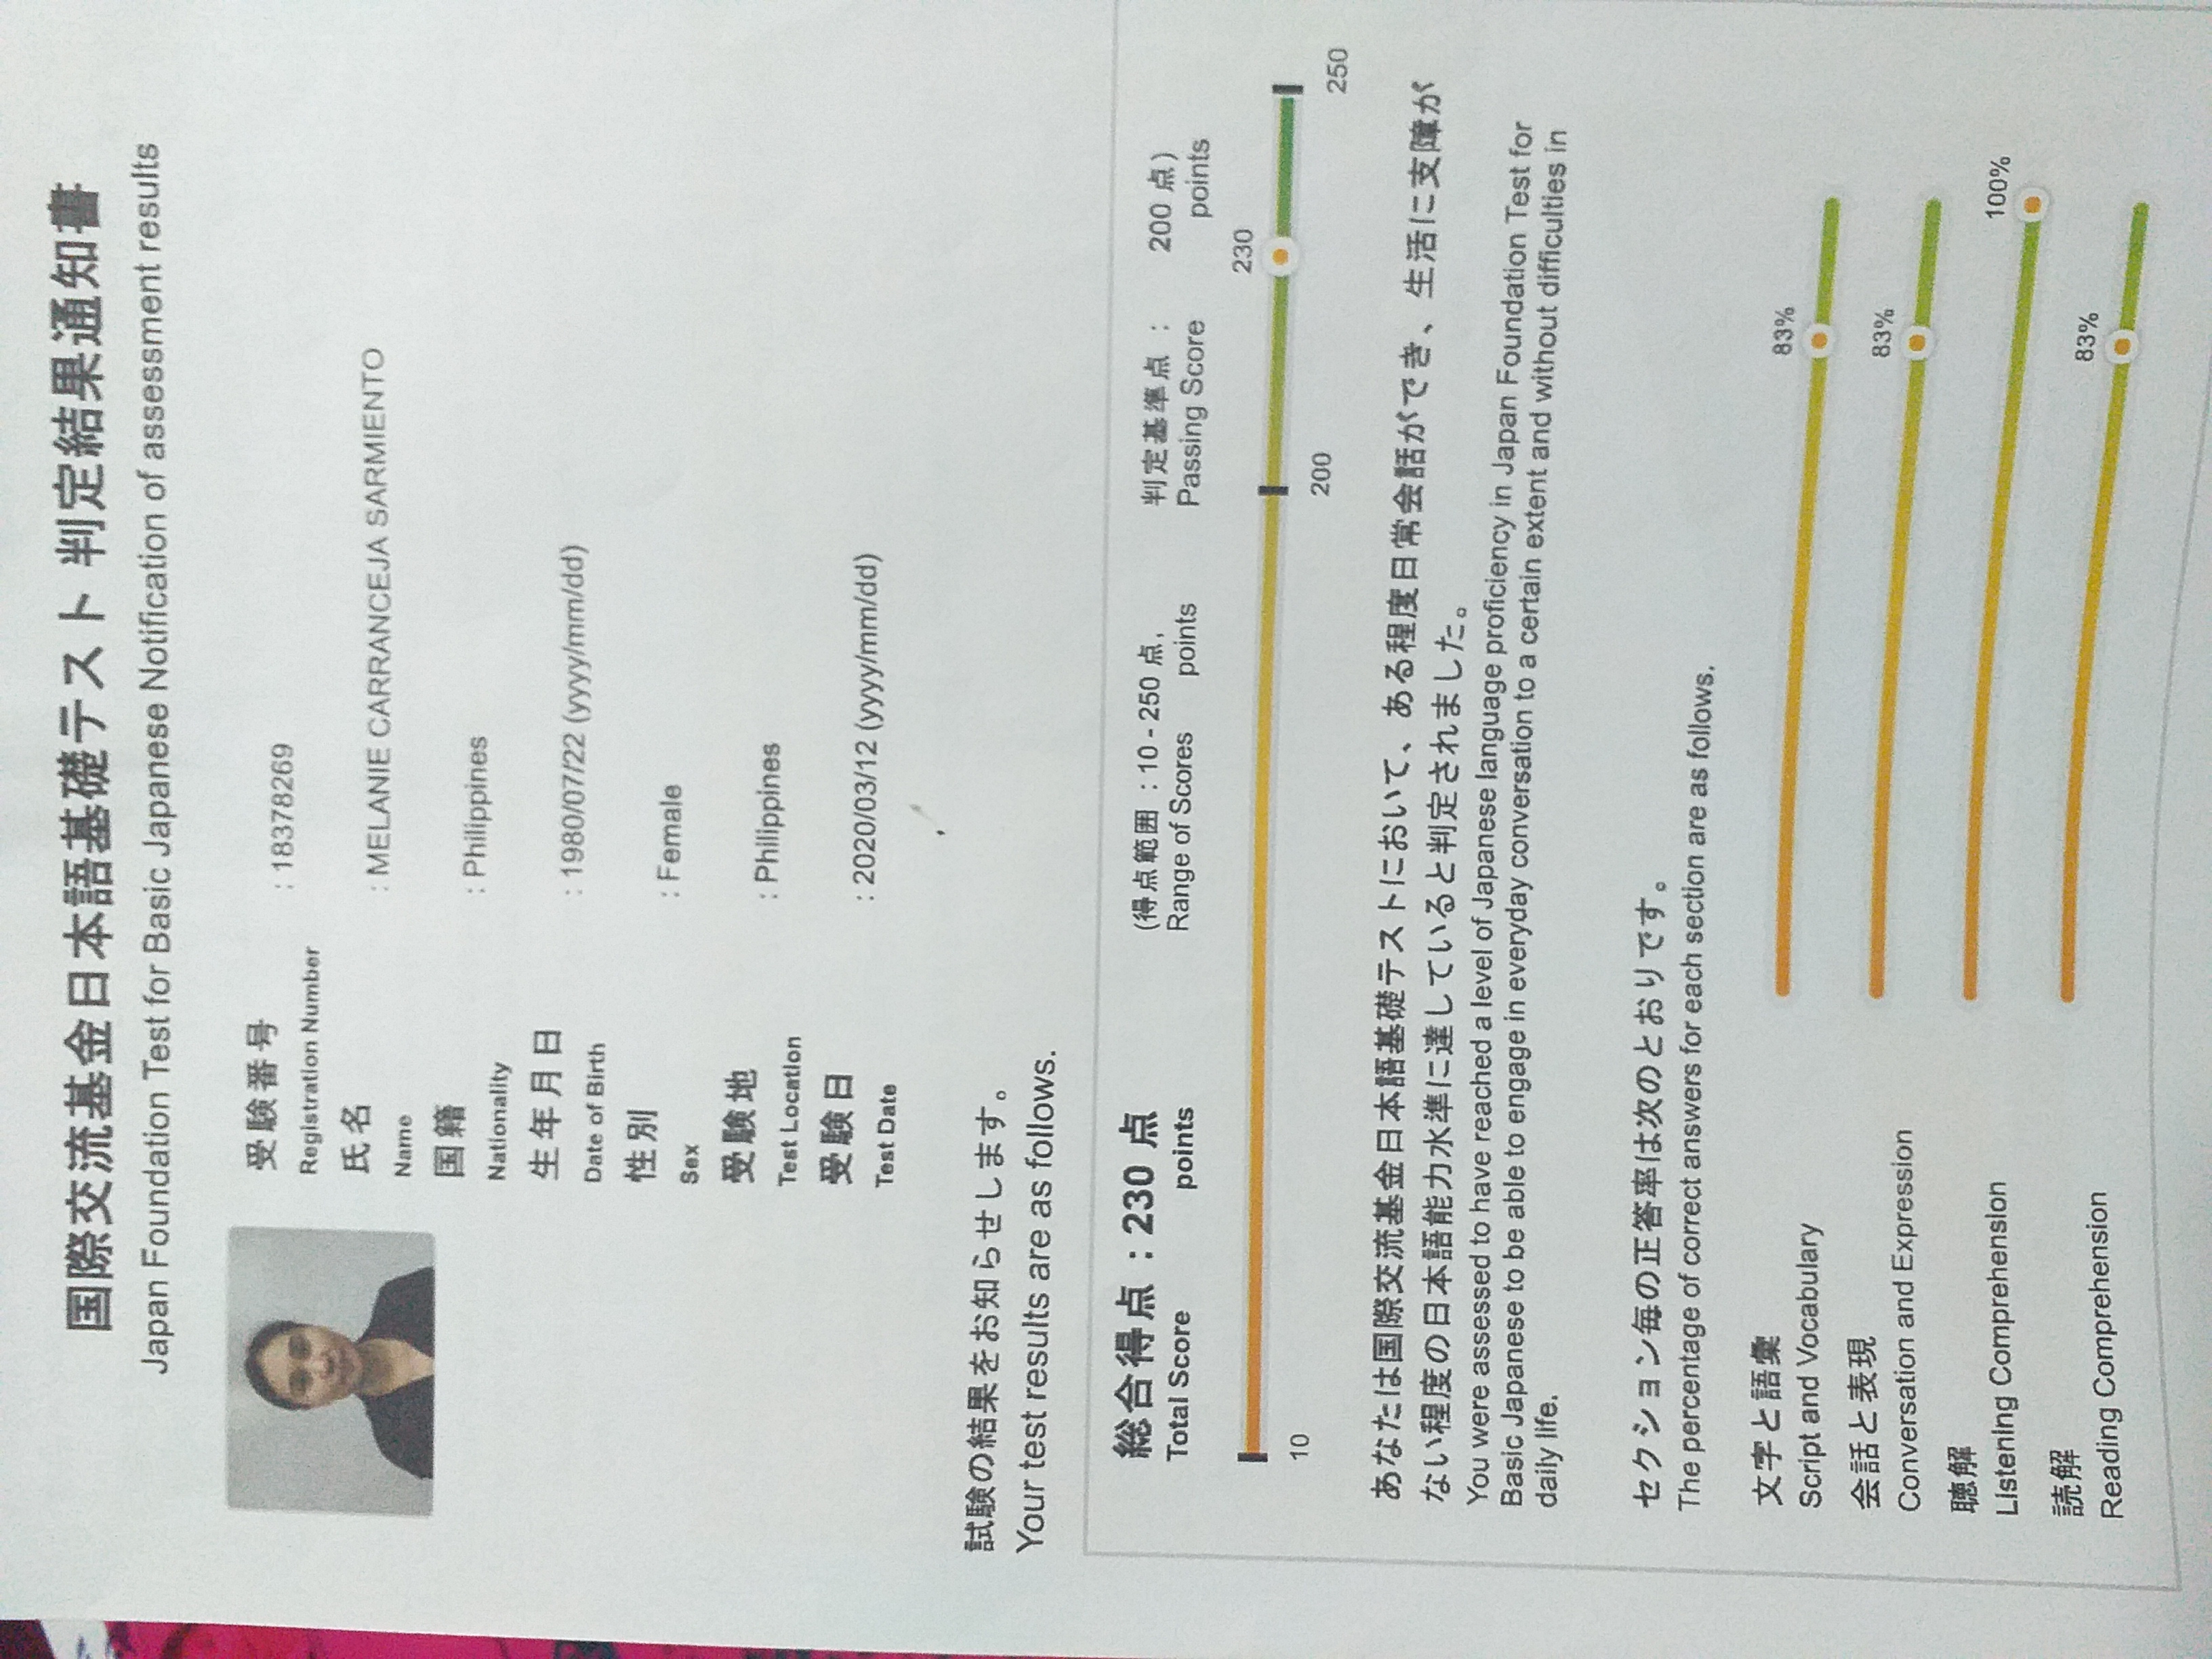 国際交流基金日本語基礎テスト 判定結果通知書
Japan Foundation Test for Basic Japanese Notification of assessment results
受験番号
Registration Number
: 18378269
氏名
Name
: MELANIE CARRANCEJA SARMIENTO
国籍
Nationality
: Philippines
生年月日
Date of Birth
: 1980/07/22 (yyyy/mm/dd)
性別
Sex
: Female
受験地
Test Location
: Philippines
受験日
Test Date
: 2020/03/12 (yyyy/mm/dd)
試験の結果をお知らせします。
Your test results are as follows.
総合得点 : 230 点 (得点範囲 : 10 - 250 点, 判定基準点 : 200 点)
Total Score points Range of Scores points Passing Score points
230
10 200 250
あなたは国際交流基金日本語基礎テストにおいて、ある程度日常会話ができ、生活に支障が
ない程度の日本語能力水準に達していると判定されました。
You were assessed to have reached a level of Japanese language proficiency in Japan Foundation Test for
Basic Japanese to be able to engage in everyday conversation to a certain extent and without difficulties in
daily life.
セクション毎の正答率は次のとおりです。
The percentage of correct answers for each section are as follows.
文字と語彙
Script and Vocabulary
83%
会話と表現
Conversation and Expression
83%
聴解
Listening Comprehension
100%
読解
Reading Comprehension
83%